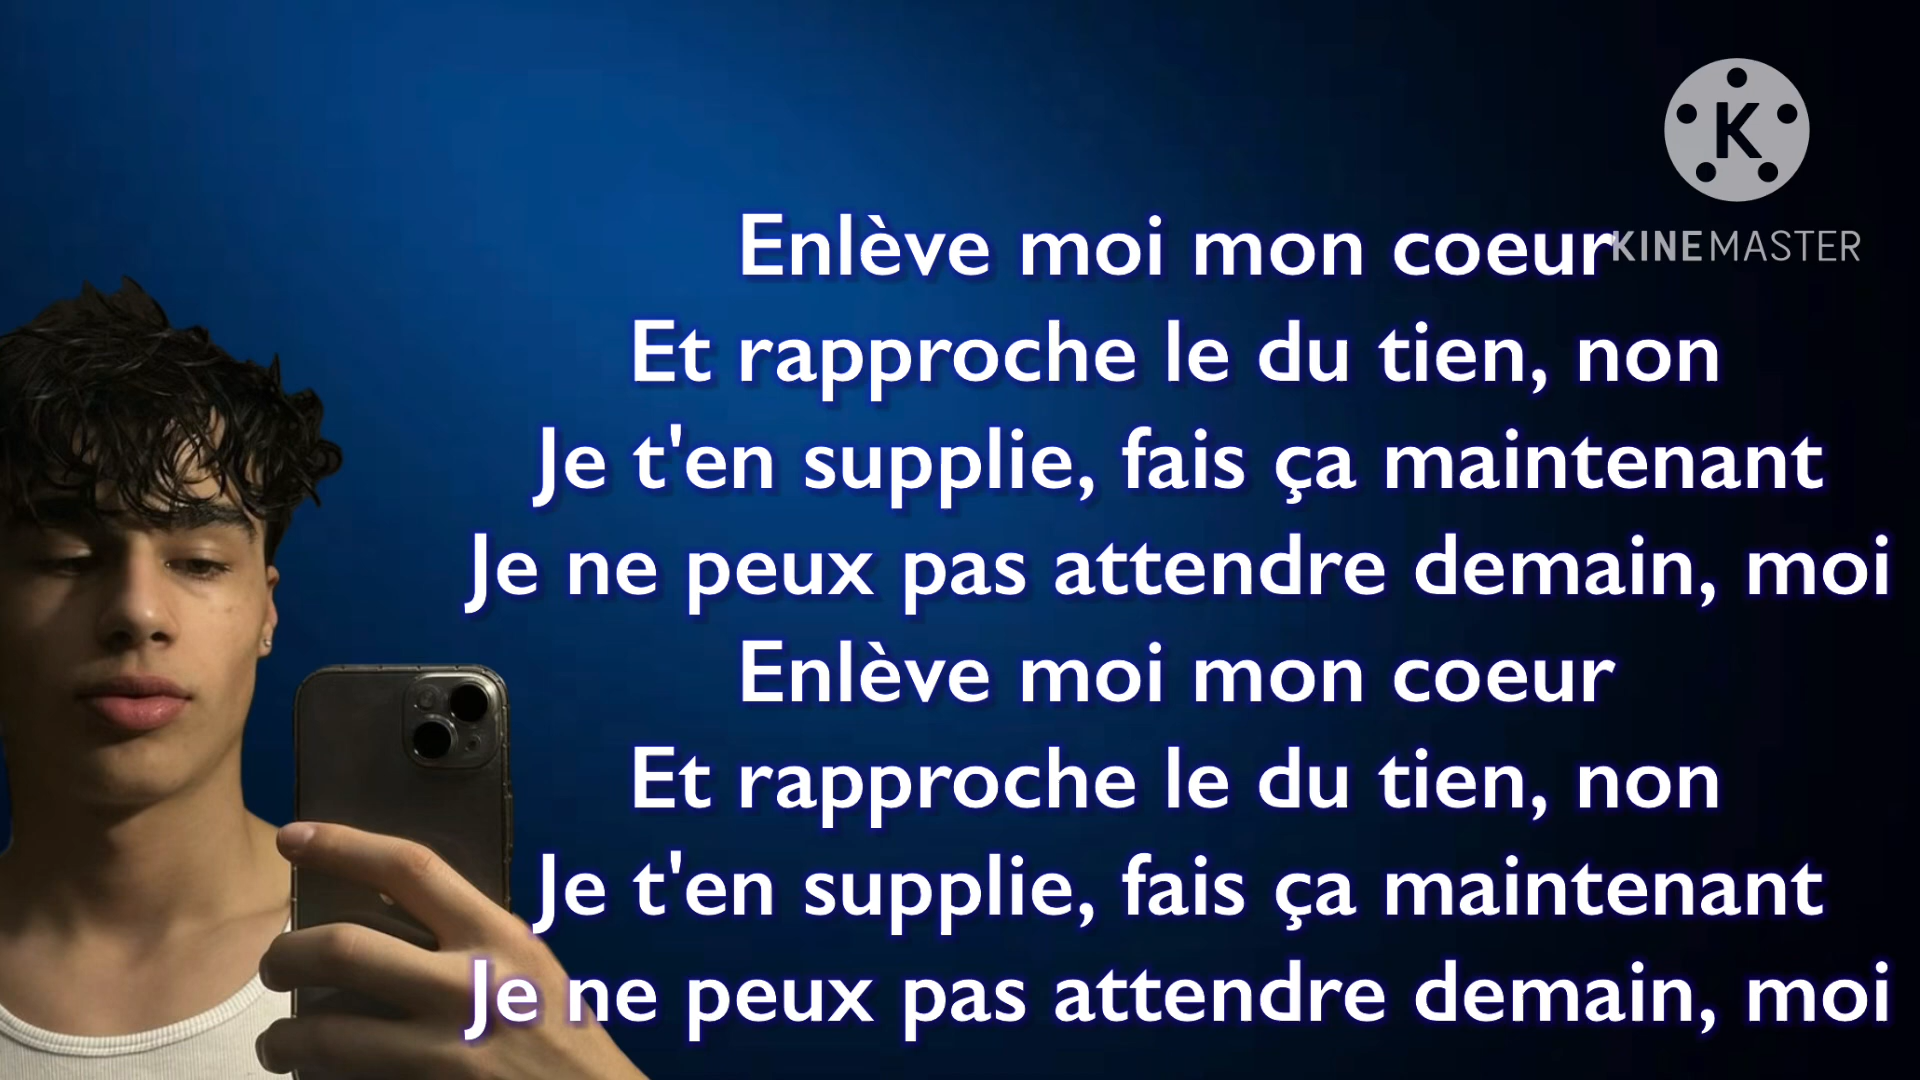 K
KINEMASTER
Enlève moi mon coeur
Et rapproche le du tien, non
Je t'en supplie, fais ça maintenant
Je ne peux pas attendre demain, moi
Enlève moi mon coeur
Et rapproche le du tien, non
Je t'en supplie, fais ça maintenant
Je ne peux pas attendre demain, moi